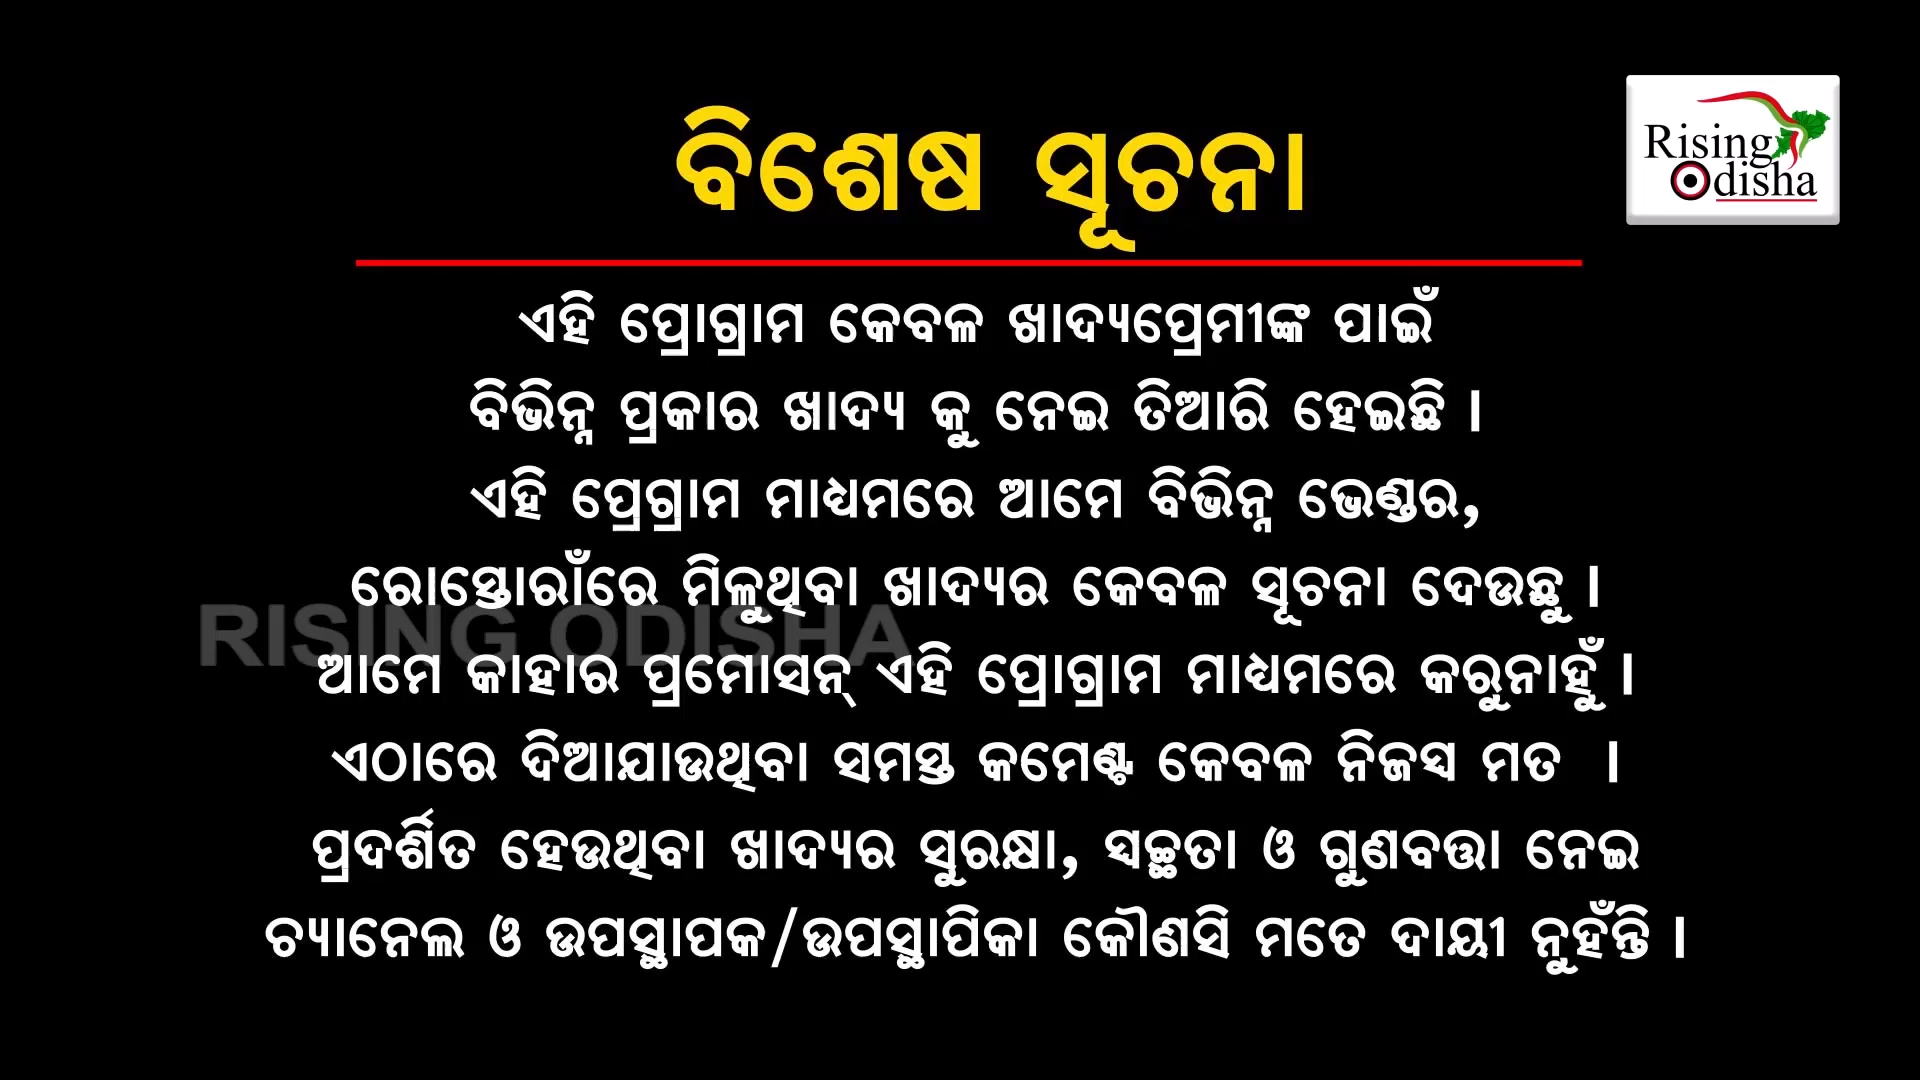 ବିଶେଷ ସୂଚନା
Rising
Odisha
ଏହି ପ୍ରୋଗ୍ରାମ କେବଳ ଖାଦ୍ୟପ୍ରେମୀଙ୍କ ପାଇଁ
ବିଭିନ୍ନ ପ୍ରକାର ଖାଦ୍ୟ କୁ ନେଇ ତିଆରି ହେଇଛି ।
ଏହି ପ୍ରେଗ୍ରାମ ମାଧ୍ୟମରେ ଆମେ ବିଭିନ୍ନ ଭେଣ୍ଡର,
ରୋସ୍ତୋରାଁରେ ମିଳୁଥିବା ଖାଦ୍ୟର କେବଳ ସୂଚନା ଦେଉଛୁ ।
RISING ODISHA
ଆମେ କାହାର ପ୍ରମୋସନ୍ ଏହି ପ୍ରୋଗ୍ରାମ ମାଧ୍ୟମରେ କରୁନାହୁଁ ।
ଏଠାରେ ଦିଆଯାଉଥିବା ସମସ୍ତ କମେଣ୍ଟ କେବଳ ନିଜସ୍ୱ ମତ ।
ପ୍ରଦର୍ଶିତ ହେଉଥିବା ଖାଦ୍ୟର ସୁରକ୍ଷା, ସ୍ୱଚ୍ଛତା ଓ ଗୁଣବତ୍ତା ନେଇ
ଚ୍ୟାନେଲ ଓ ଉପସ୍ଥାପକ/ଉପସ୍ଥାପିକା କୌଣସି ମତେ ଦାୟୀ ନୁହଁନ୍ତି ।